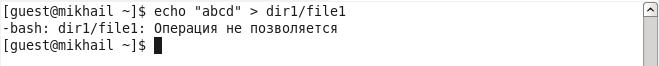 [guest@mikhail ~]$ echo "abcd" > dir1/file1
-bash: dir1/file1: Операция не позволяется
[guest@mikhail ~]$